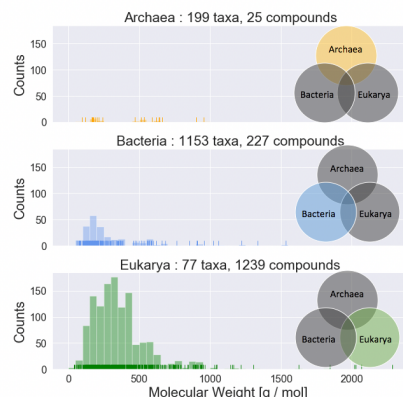 Archaea : 199 taxa, 25 compounds
150
100
50
0
Counts
Archaea
Bacteria
Eukarya
Bacteria : 1153 taxa, 227 compounds
150
100
50
0
Counts
Archaea
Bacteria
Eukarya
Eukarya : 77 taxa, 1239 compounds
150
100
50
0
Counts
Archaea
Bacteria
Eukarya
0 500 1000 1500 2000
Molecular Weight [g / mol]